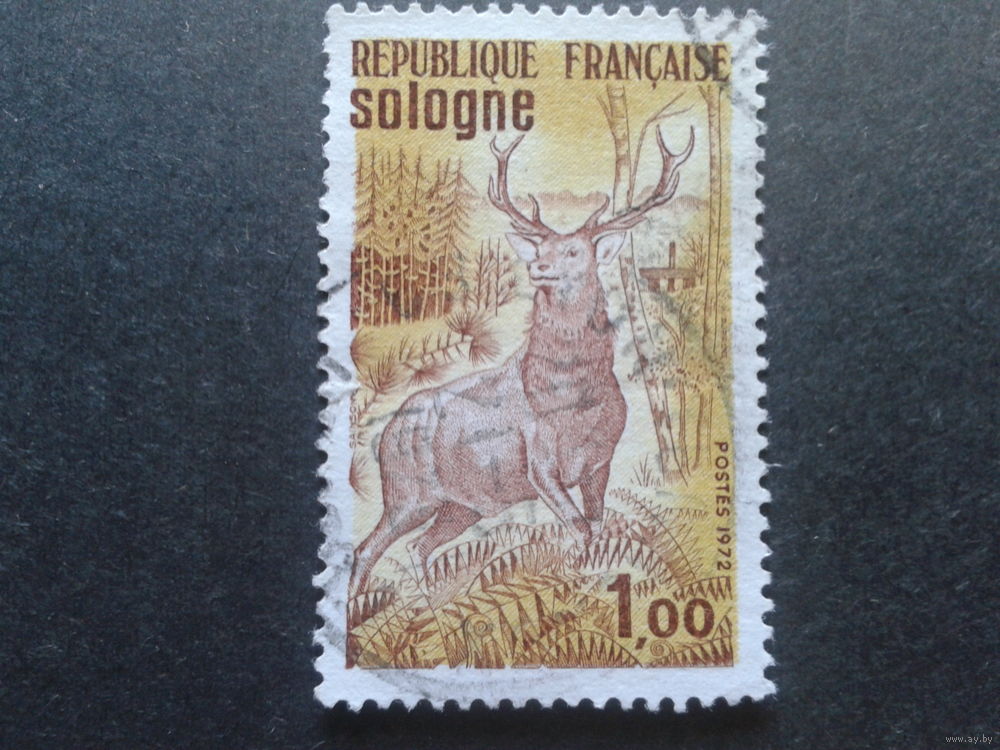 REPUBLIQUE FRANÇAISE
sologne
POSTES 1972
1,00
www.ay.by